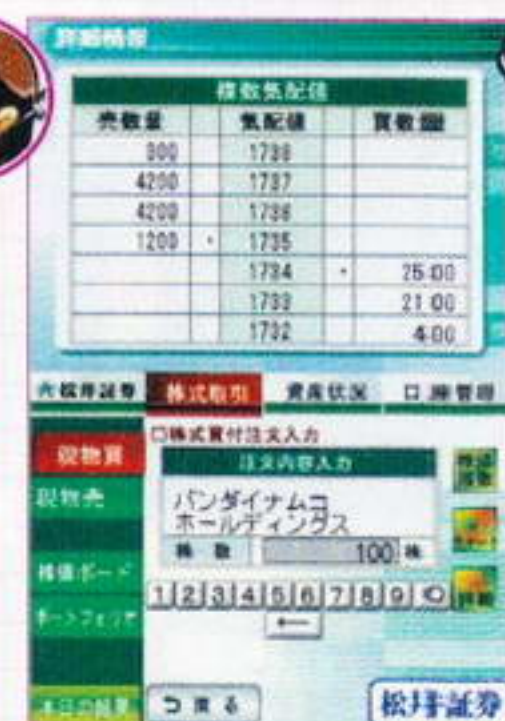 詳細情報
複数気配値
売数量 気配値 買数量
900 1738
4200 1737
4200 1736
1200 ・ 1735
1734 ・ 2500
1733 2100
1732 400
松井証券 株式取引 資産状況 口座管理
現物買
□株式買付注文入力
注文内容入力
現物売
バンダイナムコ
ホールディングス
株数 100 株
株価ボード
1 2 3 4 5 6 7 8 9 0
←
ポートフォリオ
詳細
本日の結果
戻る
松井証券